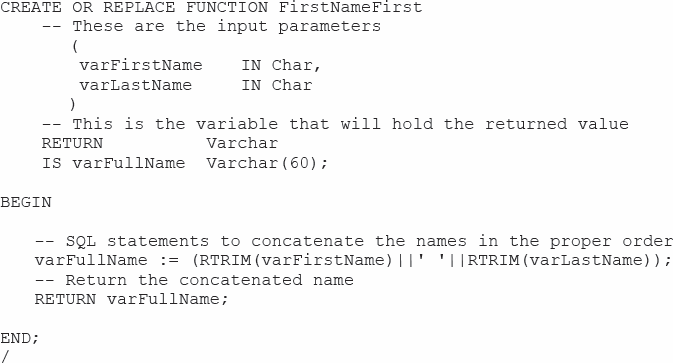 CREATE OR REPLACE FUNCTION FirstNameFirst
-- These are the input parameters
(
varFirstName IN Char,
varLastName IN Char
)
-- This is the variable that will hold the returned value
RETURN Varchar
IS varFullName Varchar(60);
BEGIN
-- SQL statements to concatenate the names in the proper order
varFullName := (RTRIM(varFirstName)||' '||RTRIM(varLastName));
-- Return the concatenated name
RETURN varFullName;
END;
/